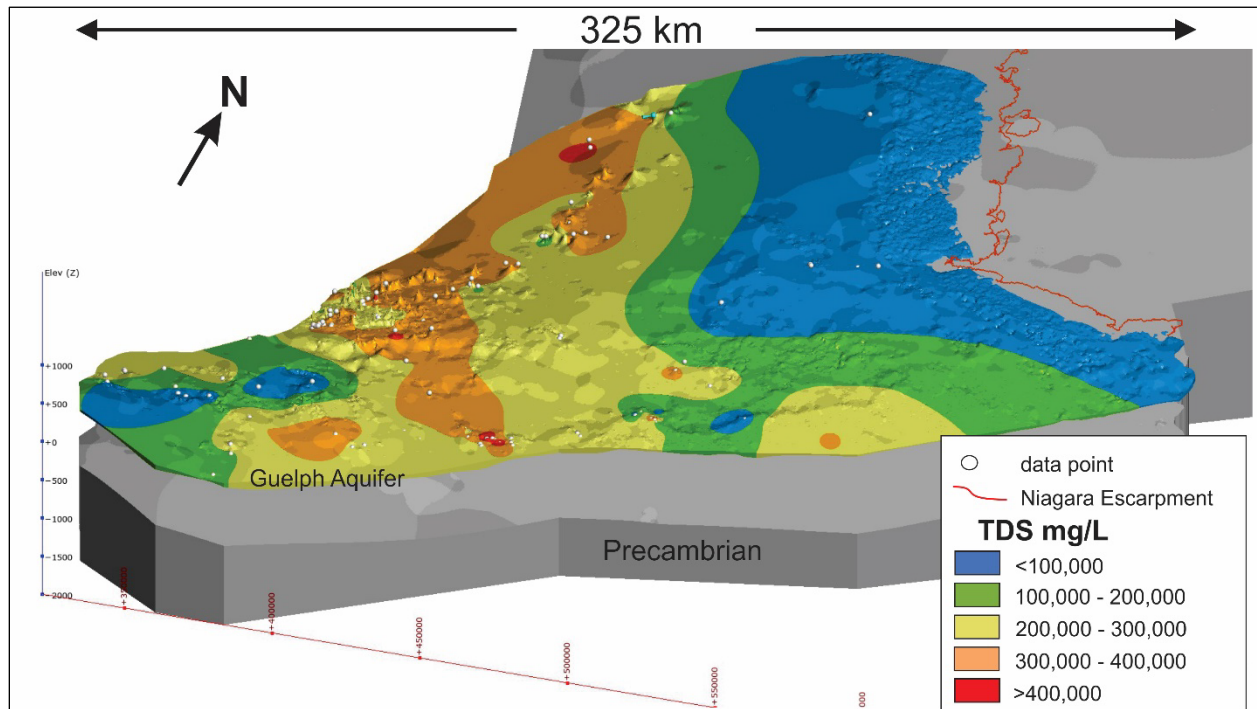 325 km
N
Elev (Z)
+1000
+500
+0
-500
-1000
-1500
-2000
+350000
+400000
+450000
+500000
+550000
Guelph Aquifer
Precambrian
data point
Niagara Escarpment
TDS mg/L
<100,000
100,000 - 200,000
200,000 - 300,000
300,000 - 400,000
>400,000